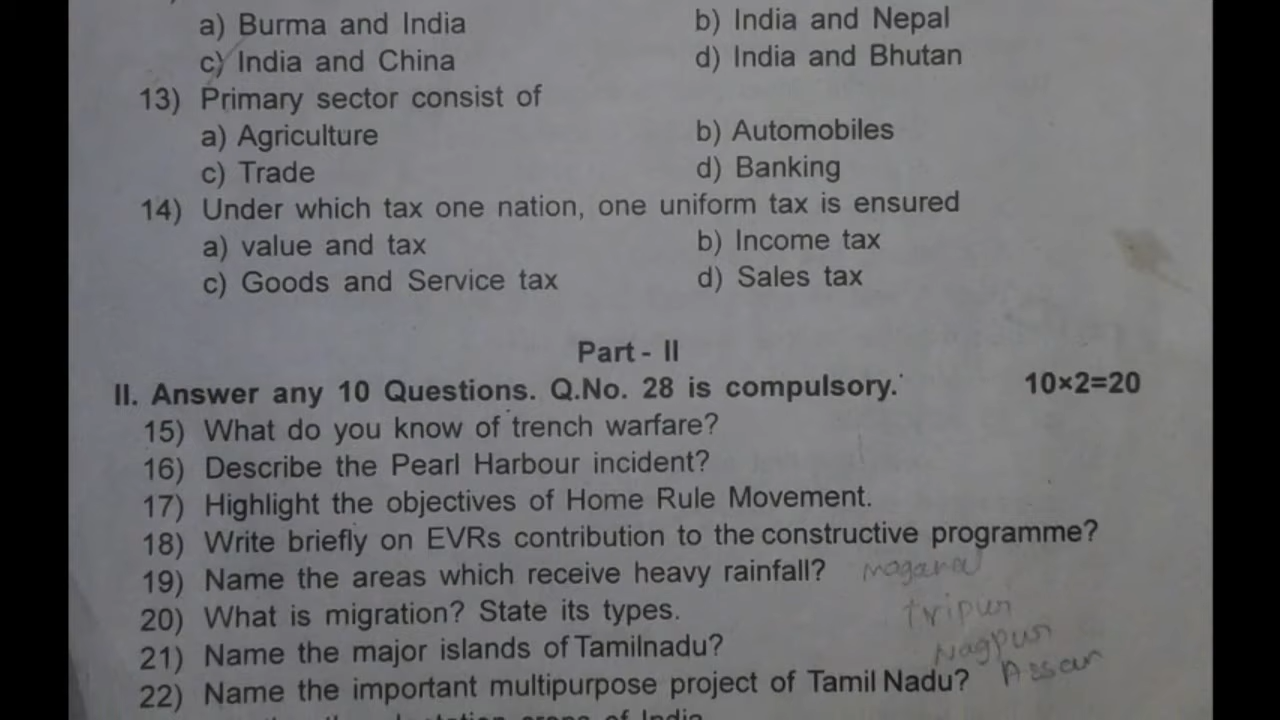 a) Burma and India b) India and Nepal
c) India and China d) India and Bhutan
13) Primary sector consist of
a) Agriculture b) Automobiles
c) Trade d) Banking
14) Under which tax one nation, one uniform tax is ensured
a) value and tax b) Income tax
c) Goods and Service tax d) Sales tax
Part - II
II. Answer any 10 Questions. Q.No. 28 is compulsory. 10×2=20
15) What do you know of trench warfare?
16) Describe the Pearl Harbour incident?
17) Highlight the objectives of Home Rule Movement.
18) Write briefly on EVRs contribution to the constructive programme?
19) Name the areas which receive heavy rainfall?
20) What is migration? State its types.
Tripur
21) Name the major islands of Tamilnadu?
Nagpur
22) Name the important multipurpose project of Tamil Nadu?
of India